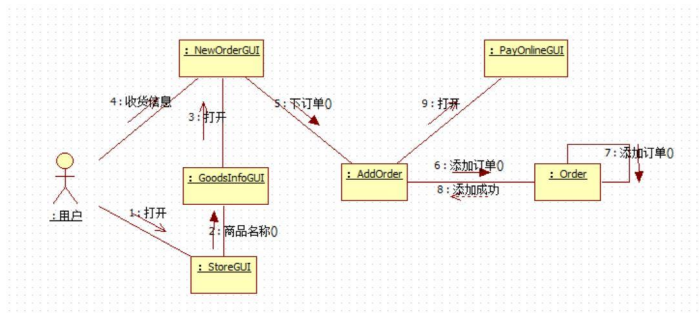 : NewOrderGUI
: PayOnlineGUI
4 : 收货信息
5 : 下订单()
9 : 打开
3 : 打开
7 : 添加订单()
6 : 添加订单()
: GoodsInfoGUI
: AddOrder
: Order
8 : 添加成功
: 用户
1 : 打开
2 : 商品名称()
: StoreGUI